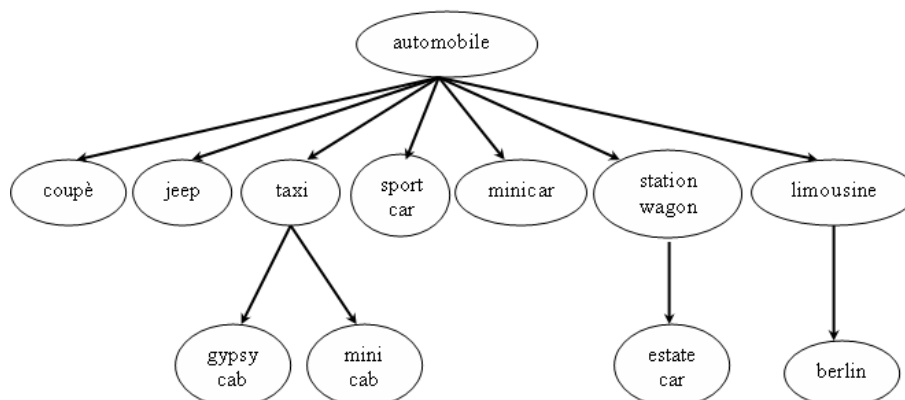 automobile
coupè
jeep
taxi
sport
car
minicar
station
wagon
limousine
gypsy
cab
mini
cab
estate
car
berlin